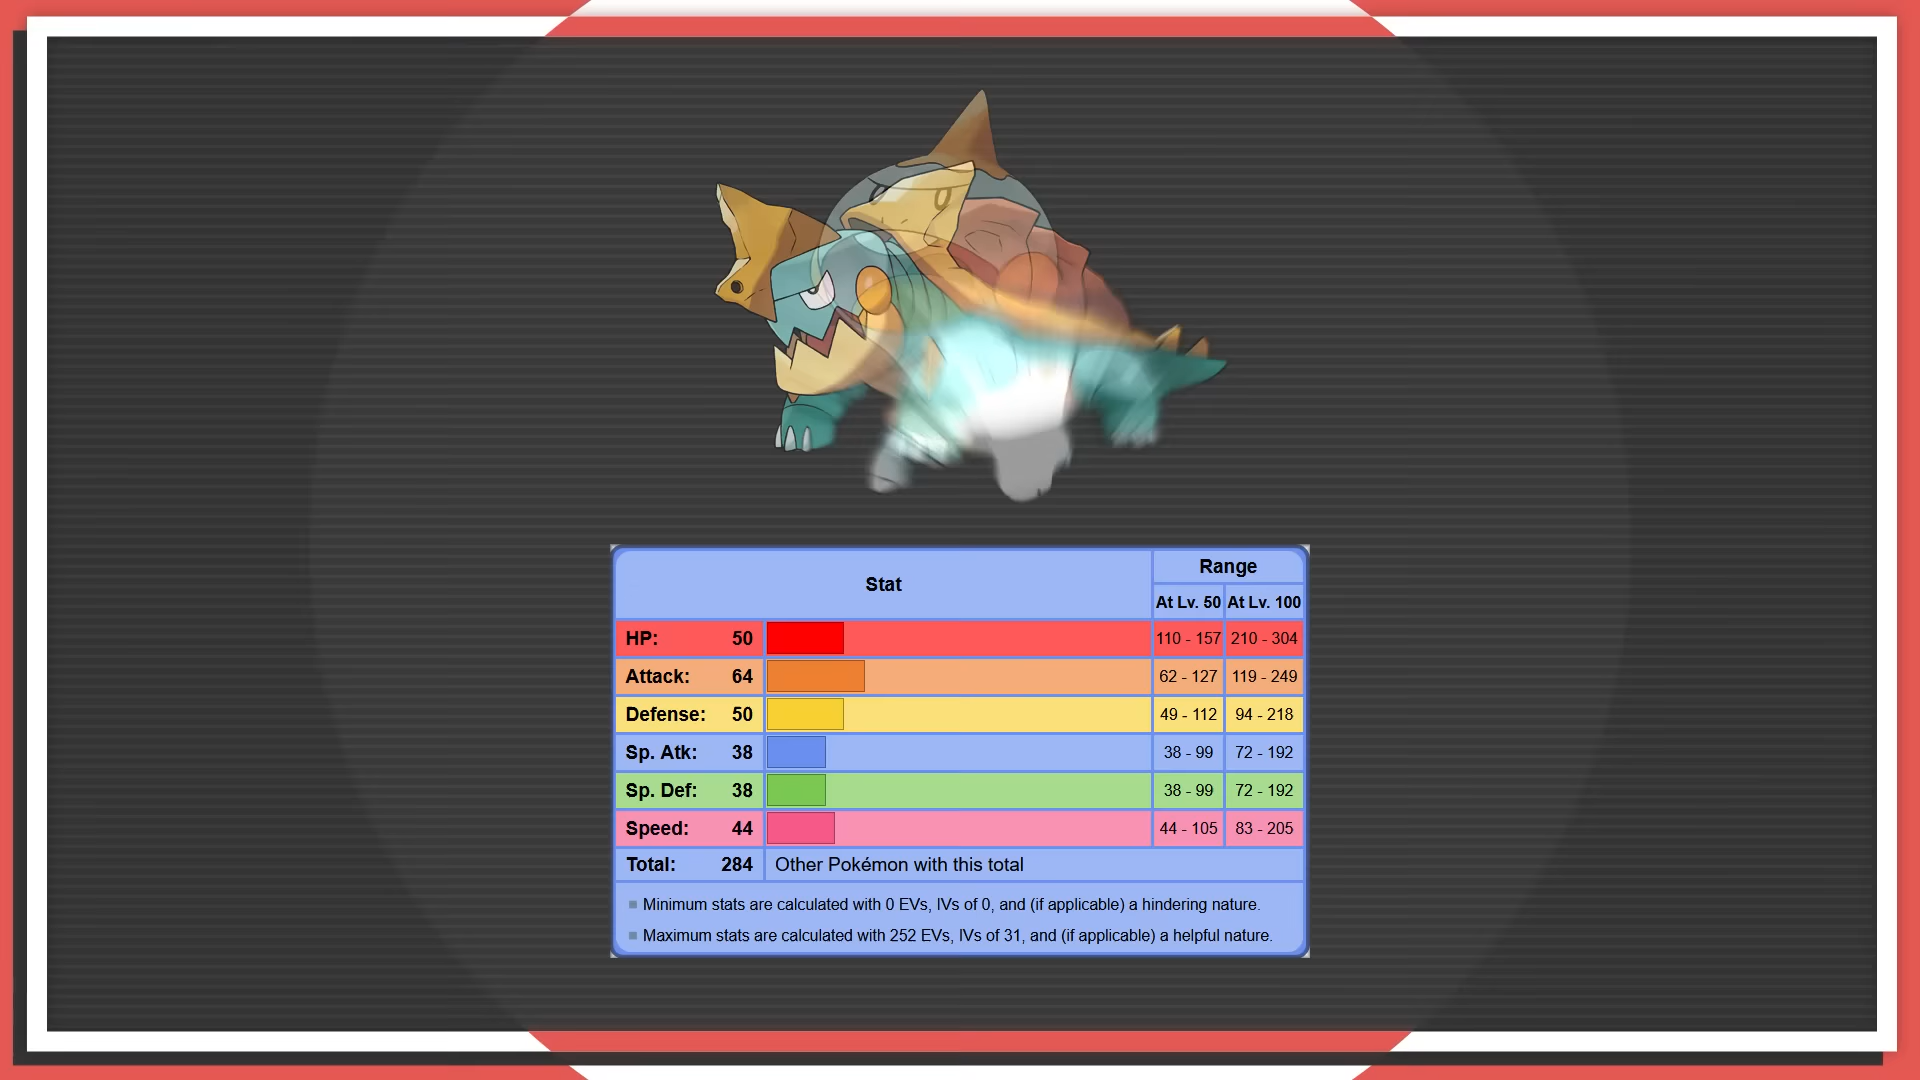 Stat Range
At Lv. 50 At Lv. 100
HP: 50 110 - 157 210 - 304
Attack: 64 62 - 127 119 - 249
Defense: 50 49 - 112 94 - 218
Sp. Atk: 38 38 - 99 72 - 192
Sp. Def: 38 38 - 99 72 - 192
Speed: 44 44 - 105 83 - 205
Total: 284 Other Pokémon with this total
Minimum stats are calculated with 0 EVs, IVs of 0, and (if applicable) a hindering nature.
Maximum stats are calculated with 252 EVs, IVs of 31, and (if applicable) a helpful nature.